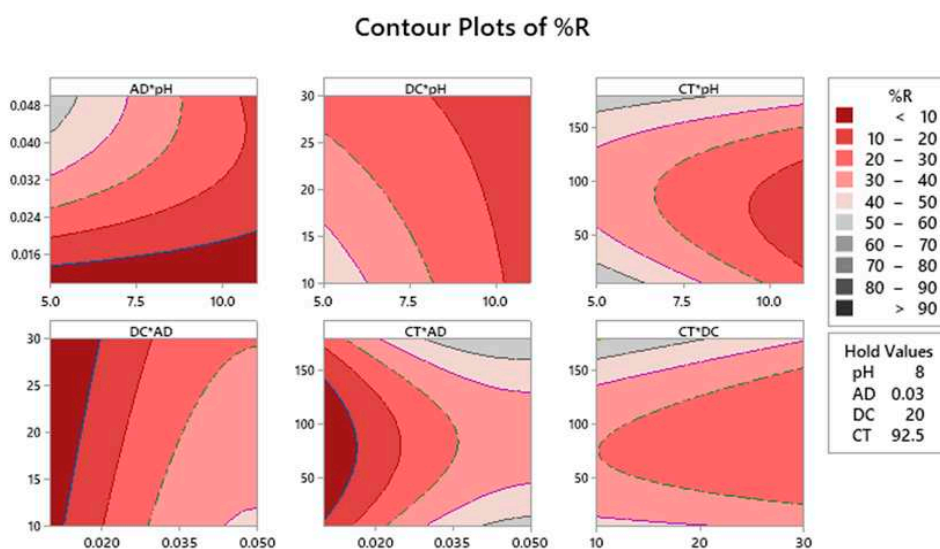 Contour Plots of %R
AD*pH
DC*pH
CT*pH
0.048
0.040
0.032
0.024
0.016
5.0 7.5 10.0
30
25
20
15
10
5.0 7.5 10.0
150
100
50
5.0 7.5 10.0
%R
< 10
10 – 20
20 – 30
30 – 40
40 – 50
50 – 60
60 – 70
70 – 80
80 – 90
> 90
DC*AD
CT*AD
CT*DC
30
25
20
15
10
0.020 0.035 0.050
150
100
50
0.020 0.035 0.050
150
100
50
10 20 30
Hold Values
pH 8
AD 0.03
DC 20
CT 92.5